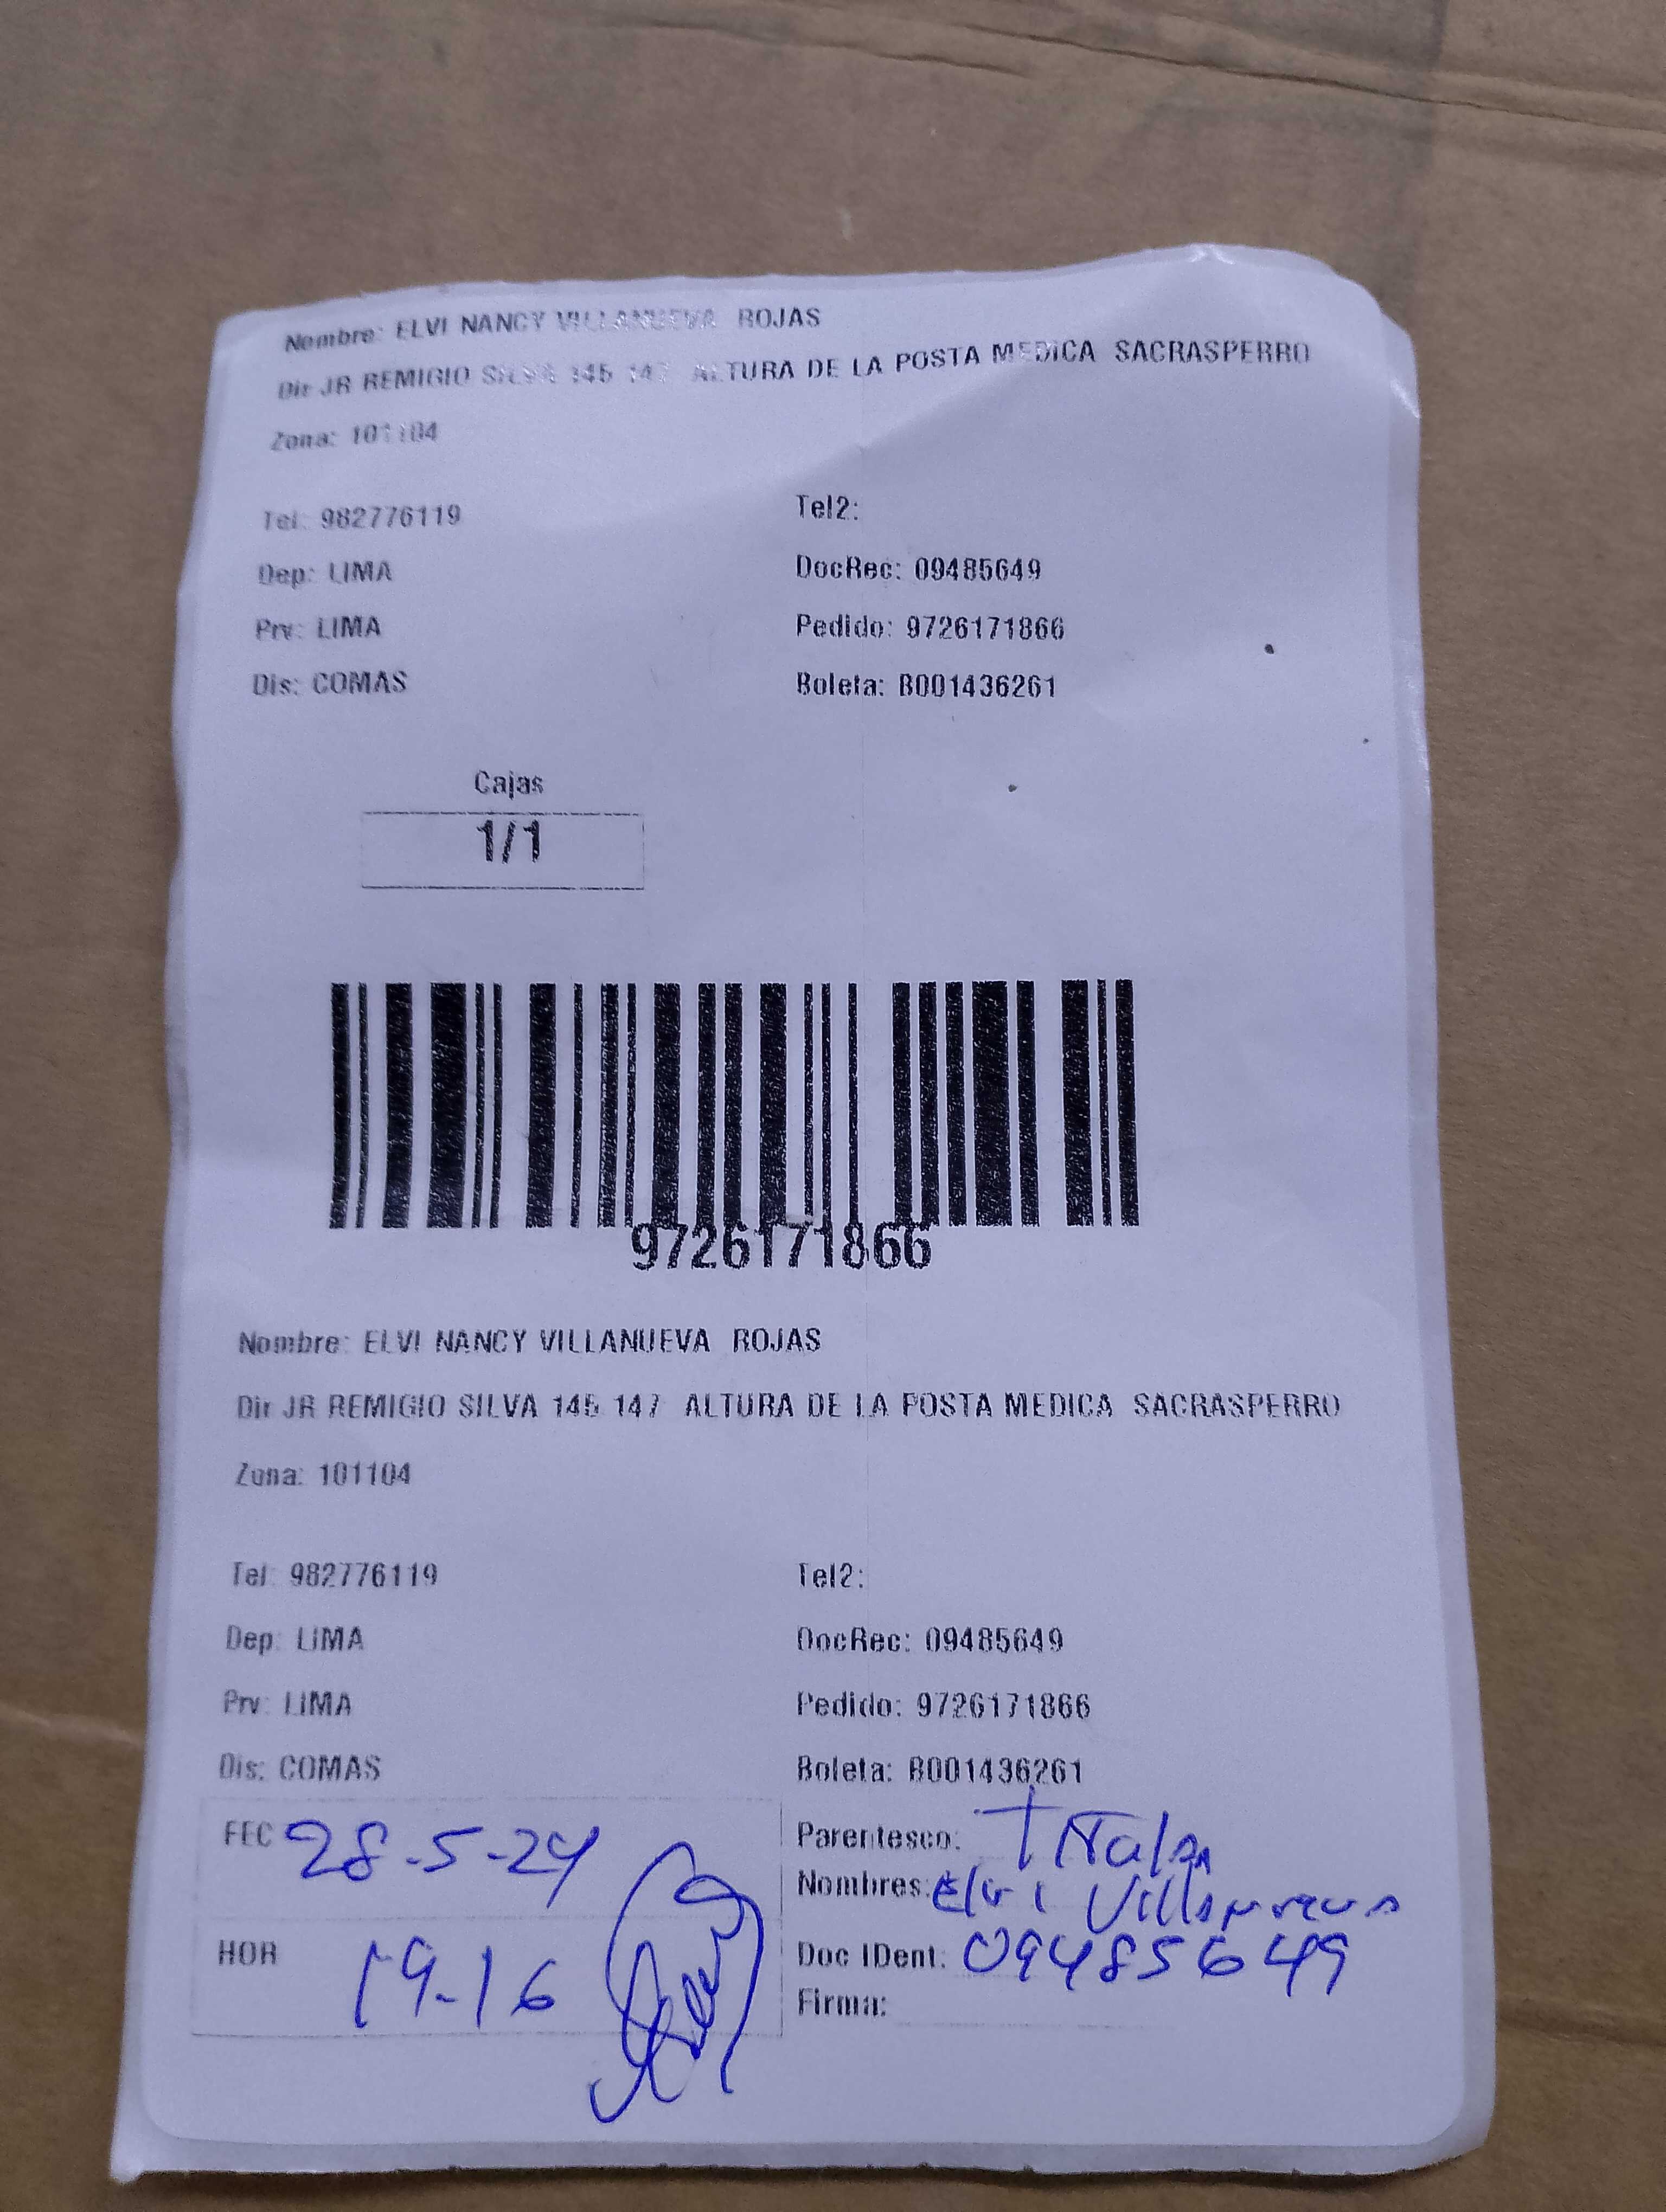 Nombre: ELVI NANCY VILLANUEVA ROJAS
Dir JR REMIGIO SILVA 145 147 ALTURA DE LA POSTA MEDICA SACRASPERRO
Zona: 101104
Tel: 982776119 Tel2:
Dep: LIMA DocRec: 09485649
Prv: LIMA Pedido: 9726171866
Dis: COMAS Boleta: B001436261
Cajas
1/1
9726171866
Nombre: ELVI NANCY VILLANUEVA ROJAS
Dir JR REMIGIO SILVA 145 147 ALTURA DE LA POSTA MEDICA SACRASPERRO
Zona: 101104
Tel: 982776119 Tel2:
Dep: LIMA DocRec: 09485649
Prv: LIMA Pedido: 9726171866
Dis: COMAS Boleta: B001436261
FEC 28-5-24 Parentesco:
Nombres: Elvi Villanueva
HOR 19-16 Doc IDent: 09485649
Firma: